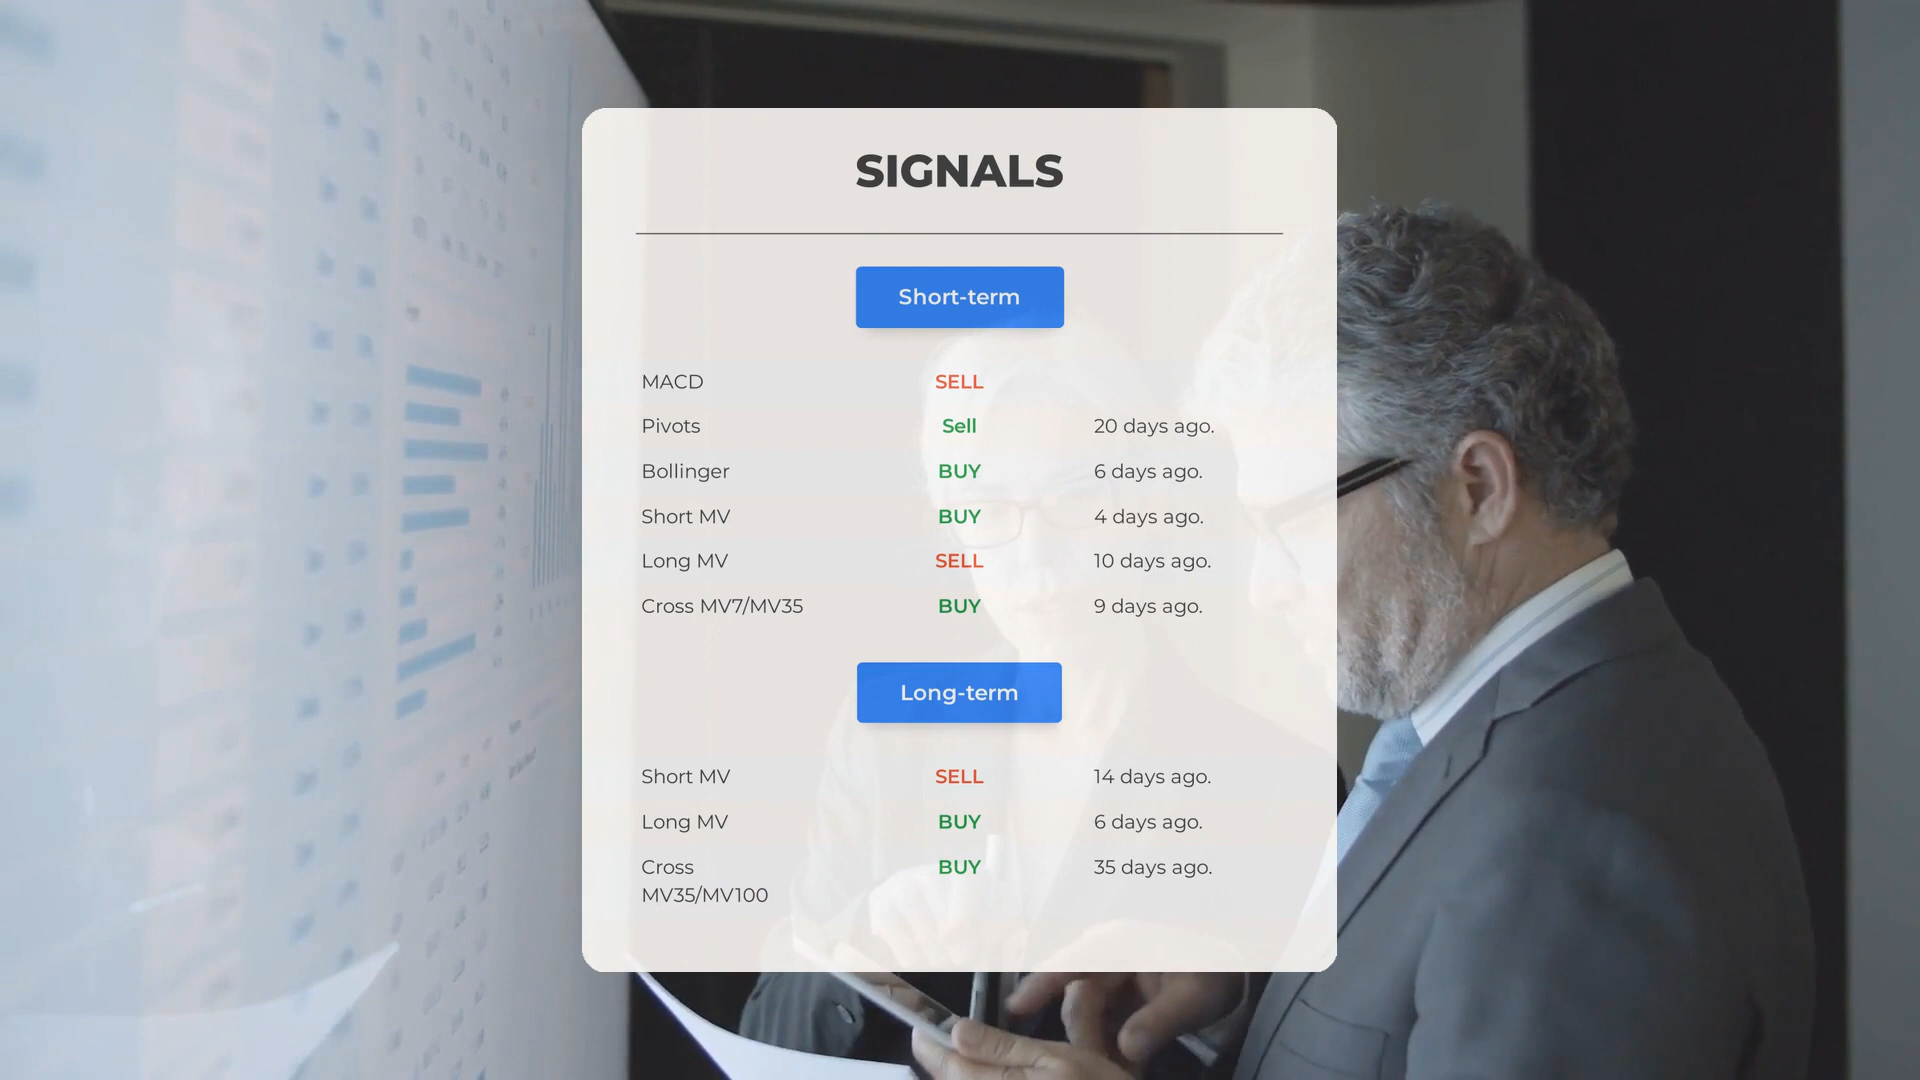 SIGNALS
Short-term
MACD SELL
Pivots Sell 20 days ago.
Bollinger BUY 6 days ago.
Short MV BUY 4 days ago.
Long MV SELL 10 days ago.
Cross MV7/MV35 BUY 9 days ago.
Long-term
Short MV SELL 14 days ago.
Long MV BUY 6 days ago.
Cross BUY 35 days ago.
MV35/MV100